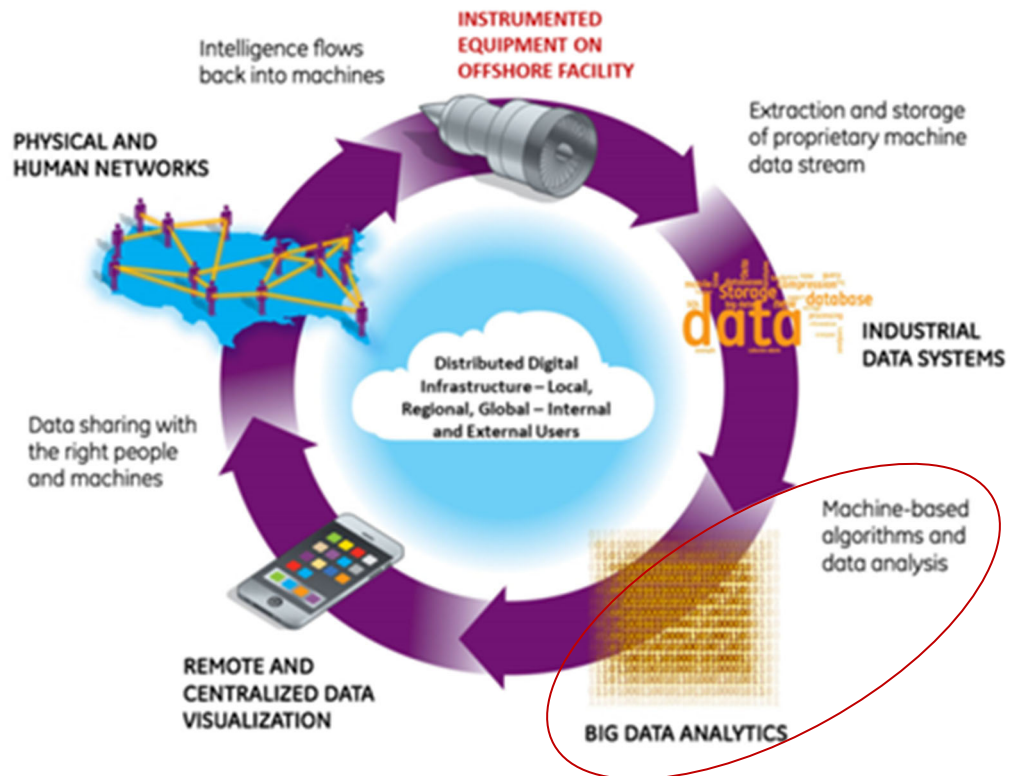 INSTRUMENTED
EQUIPMENT ON
OFFSHORE FACILITY
Intelligence flows
back into machines
Extraction and storage
of proprietary machine
data stream
PHYSICAL AND
HUMAN NETWORKS
Storage
compression
database
data
INDUSTRIAL
DATA SYSTEMS
Distributed Digital
Infrastructure – Local,
Regional, Global – Internal
and External Users
Data sharing with
the right people
and machines
Machine-based
algorithms and
data analysis
REMOTE AND
CENTRALIZED DATA
VISUALIZATION
BIG DATA ANALYTICS